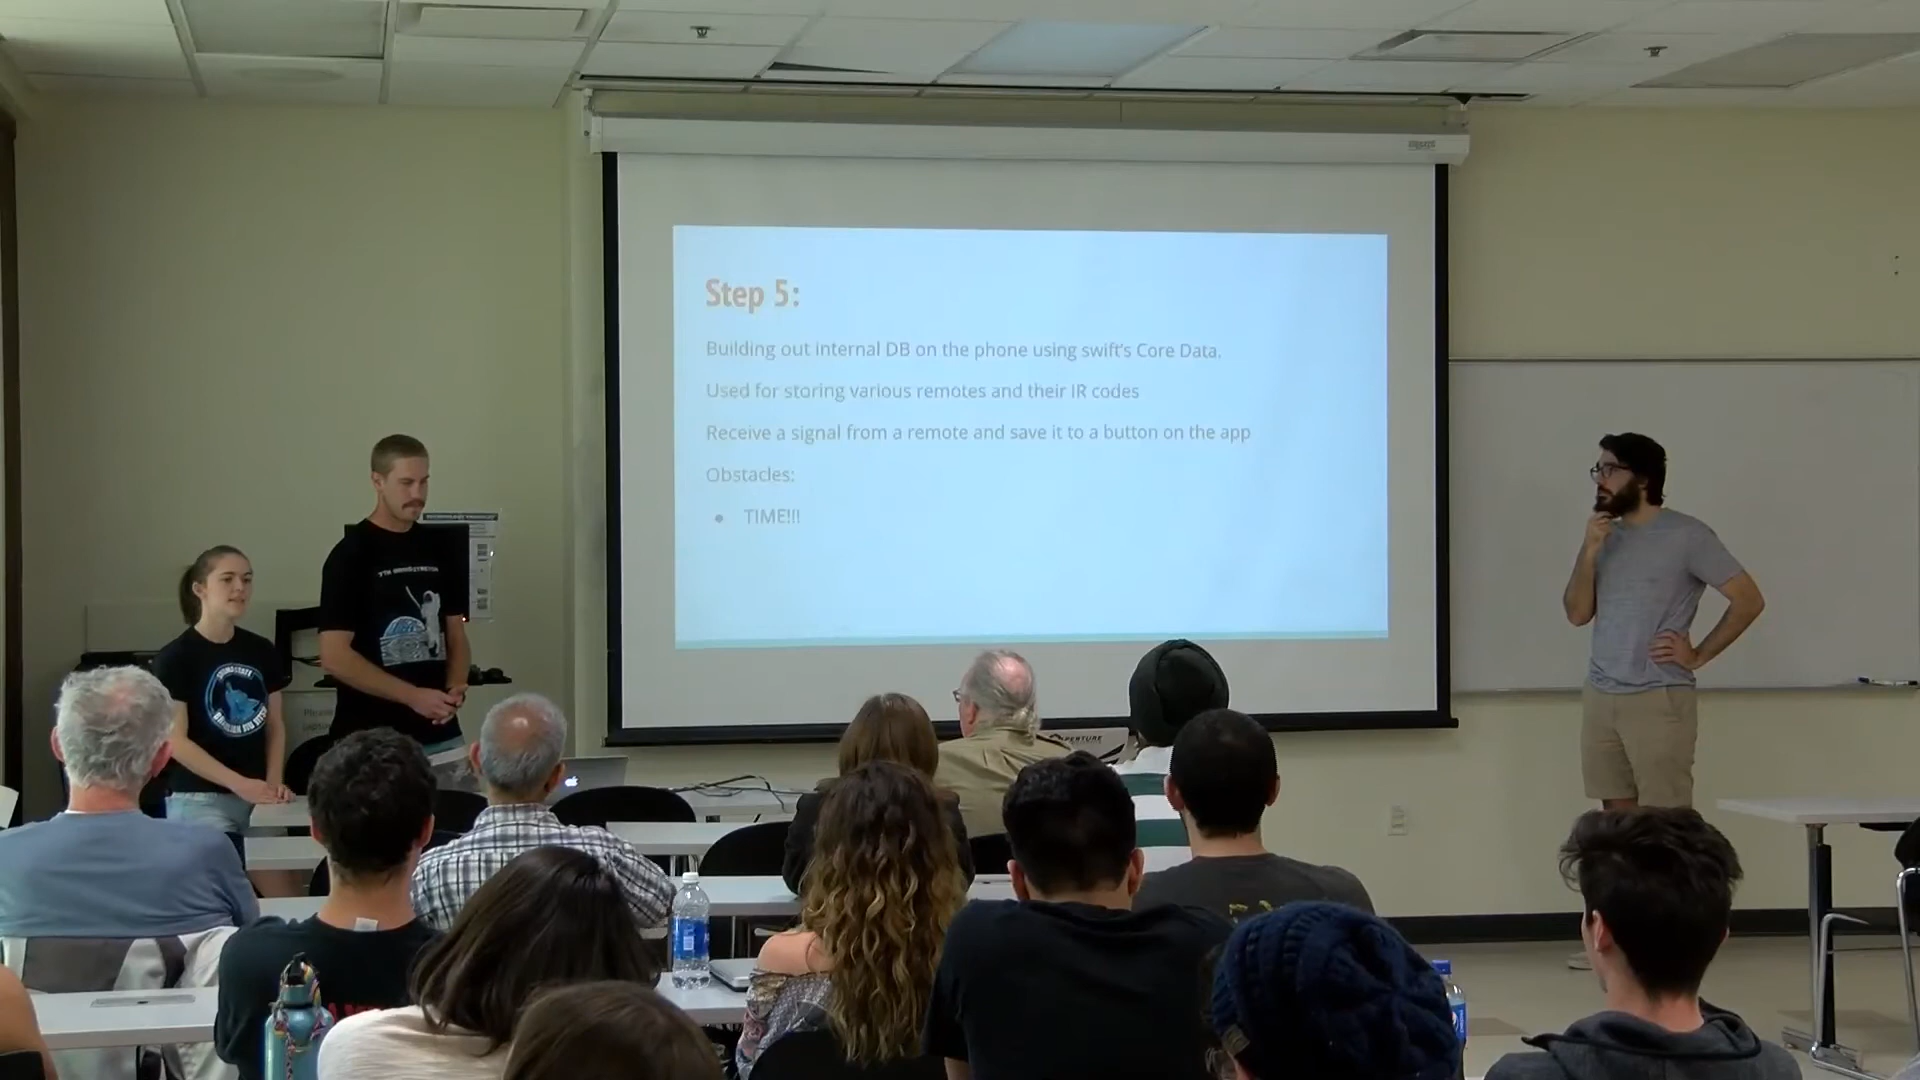 Step 5:
Building out internal DB on the phone using swift's Core Data.
Used for storing various remotes and their IR codes
Receive a signal from a remote and save it to a button on the app
Obstacles:
● TIME!!!
Please